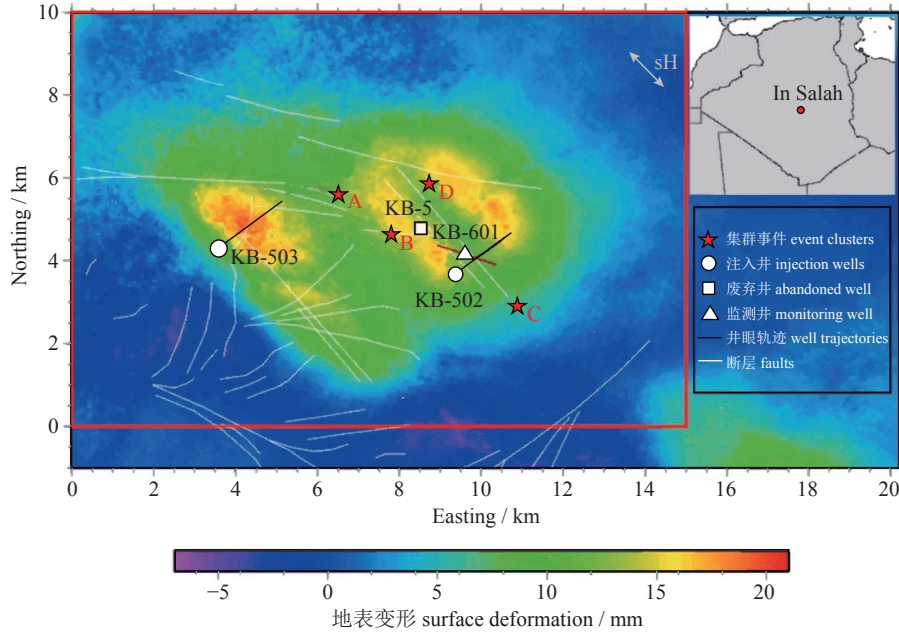 10
8
6
4
2
0
Northing / km
0
2
4
6
8
10
12
14
16
18
20
Easting / km
sH
A
D
KB-5
B
KB-601
KB-503
KB-502
C
In Salah
集群事件 event clusters
注入井 injection wells
废弃井 abandoned well
监测井 monitoring well
井眼轨迹 well trajectories
断层 faults
−5
0
5
10
15
20
地表变形 surface deformation / mm